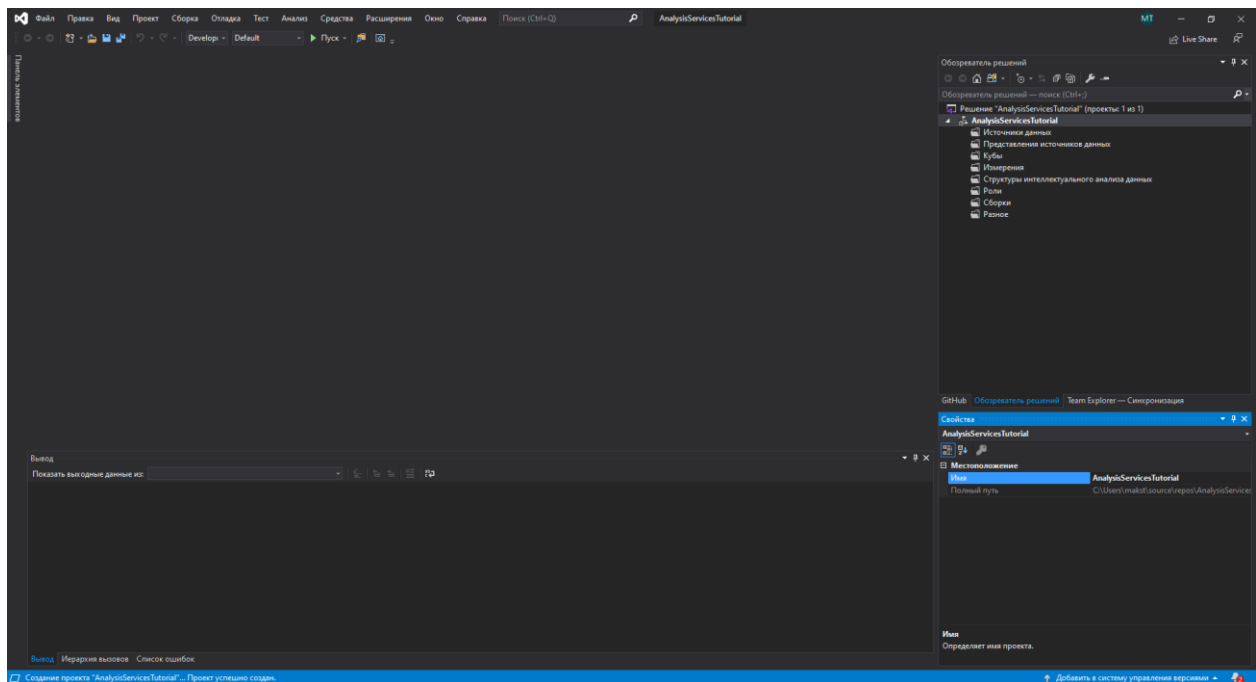 Файл Правка Вид Проект Сборка Отладка Тест Анализ Средства Расширения Окно Справка Поиск (Ctrl+Q) AnalysisServicesTutorial MT
Develop Default Пуск Live Share
Панель элементов
Обозреватель решений
Обозреватель решений — поиск (Ctrl+;)
Решение "AnalysisServicesTutorial" (проекты: 1 из 1)
AnalysisServicesTutorial
Источники данных
Представления источников данных
Кубы
Измерения
Структуры интеллектуального анализа данных
Роли
Сборки
Разное
GitHub Обозреватель решений Team Explorer — Синхронизация
Свойства
AnalysisServicesTutorial
Местоположение
Имя AnalysisServicesTutorial
Полный путь C:\Users\makst\source\repos\AnalysisServices
Имя
Определяет имя проекта.
Вывод
Показать выходные данные из:
Вывод Иерархия вызовов Список ошибок
Создание проекта "AnalysisServicesTutorial"... Проект успешно создан. Добавить в систему управления версиями 2